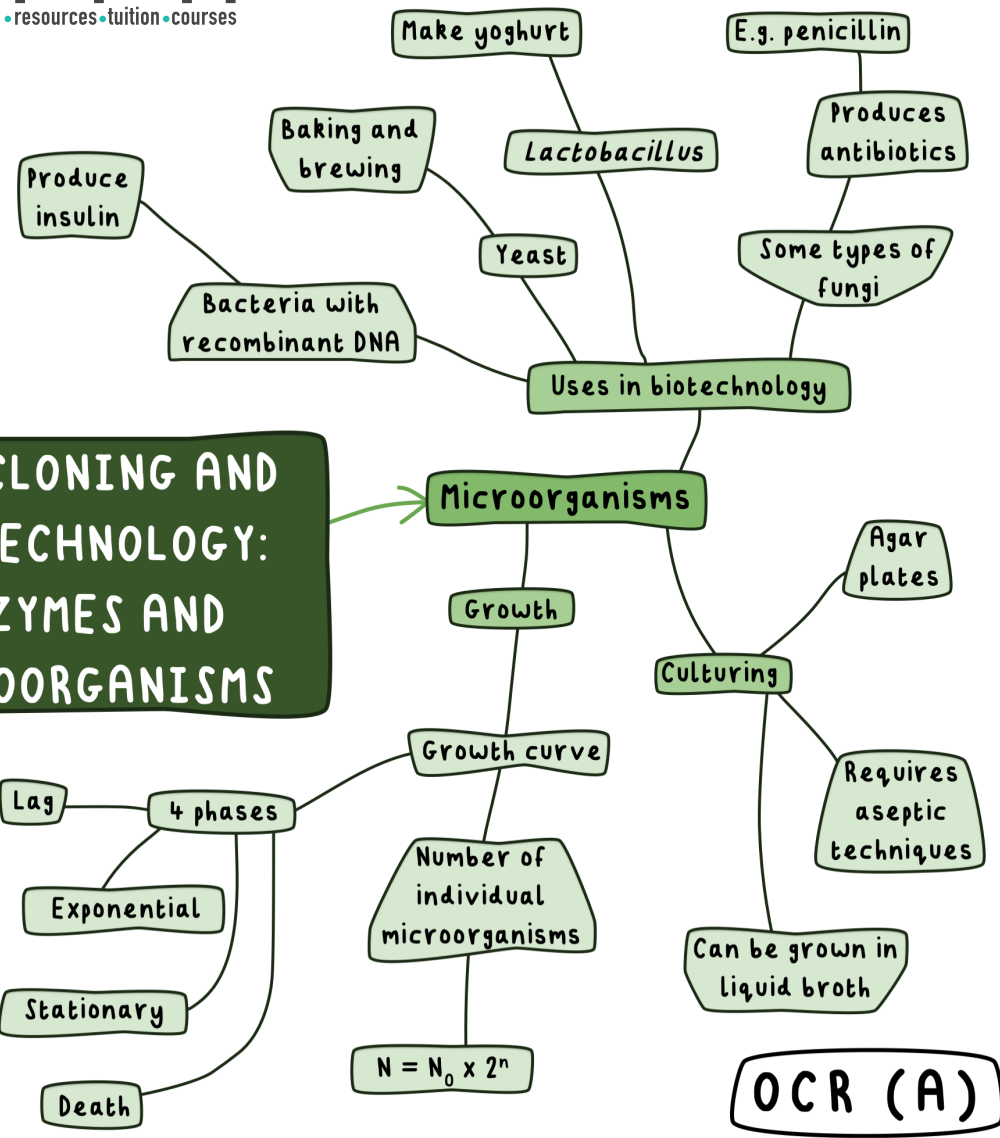 •resources•tuition•courses
Make yoghurt
E.g. penicillin
Baking and
brewing
Lactobacillus
Produces
antibiotics
Produce
insulin
Yeast
Some types of
fungi
Bacteria with
recombinant DNA
Uses in biotechnology
CLONING AND
ECHNOLOGY:
ZYMES AND
OORGANISMS
Microorganisms
Growth
Agar
plates
Culturing
Growth curve
4 phases
Lag
Exponential
Stationary
Death
Number of
individual
microorganisms
N = N₀ x 2ⁿ
Requires
aseptic
techniques
Can be grown in
liquid broth
OCR (A)